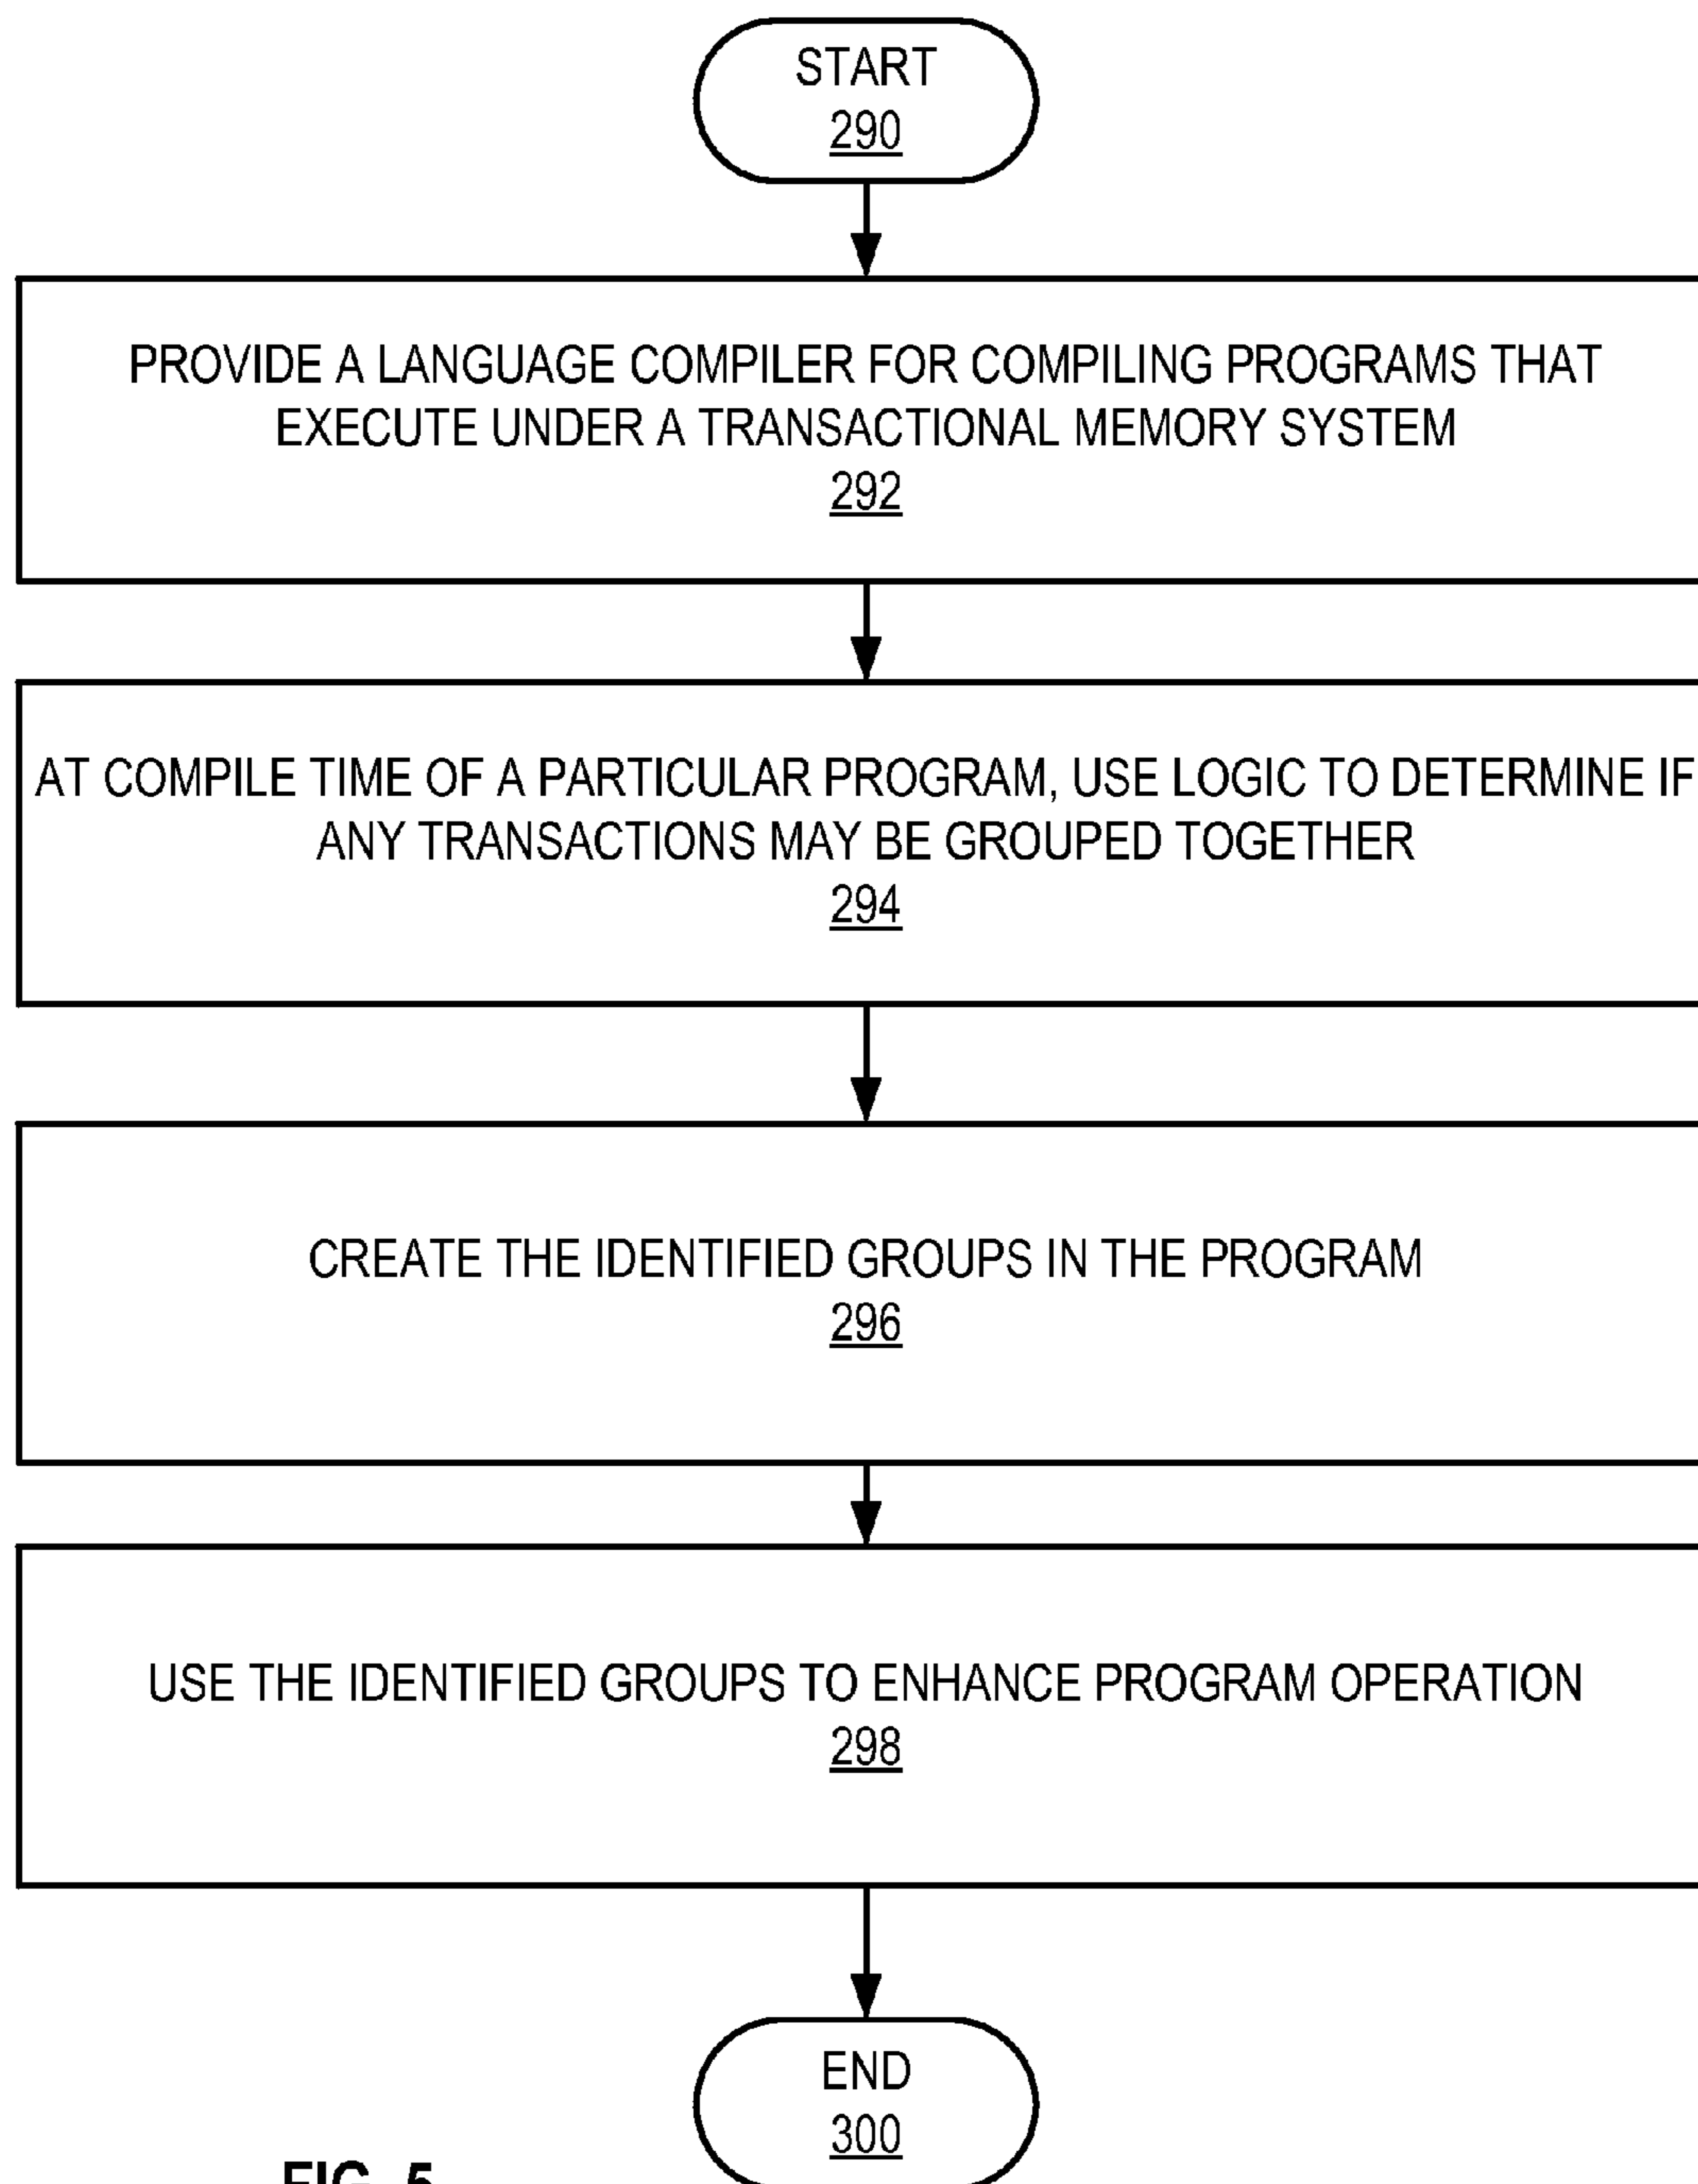 START
290
PROVIDE A LANGUAGE COMPILER FOR COMPILING PROGRAMS THAT
EXECUTE UNDER A TRANSACTIONAL MEMORY SYSTEM
292
AT COMPILE TIME OF A PARTICULAR PROGRAM, USE LOGIC TO DETERMINE IF
ANY TRANSACTIONS MAY BE GROUPED TOGETHER
294
CREATE THE IDENTIFIED GROUPS IN THE PROGRAM
296
USE THE IDENTIFIED GROUPS TO ENHANCE PROGRAM OPERATION
298
END
300
FIG. 5